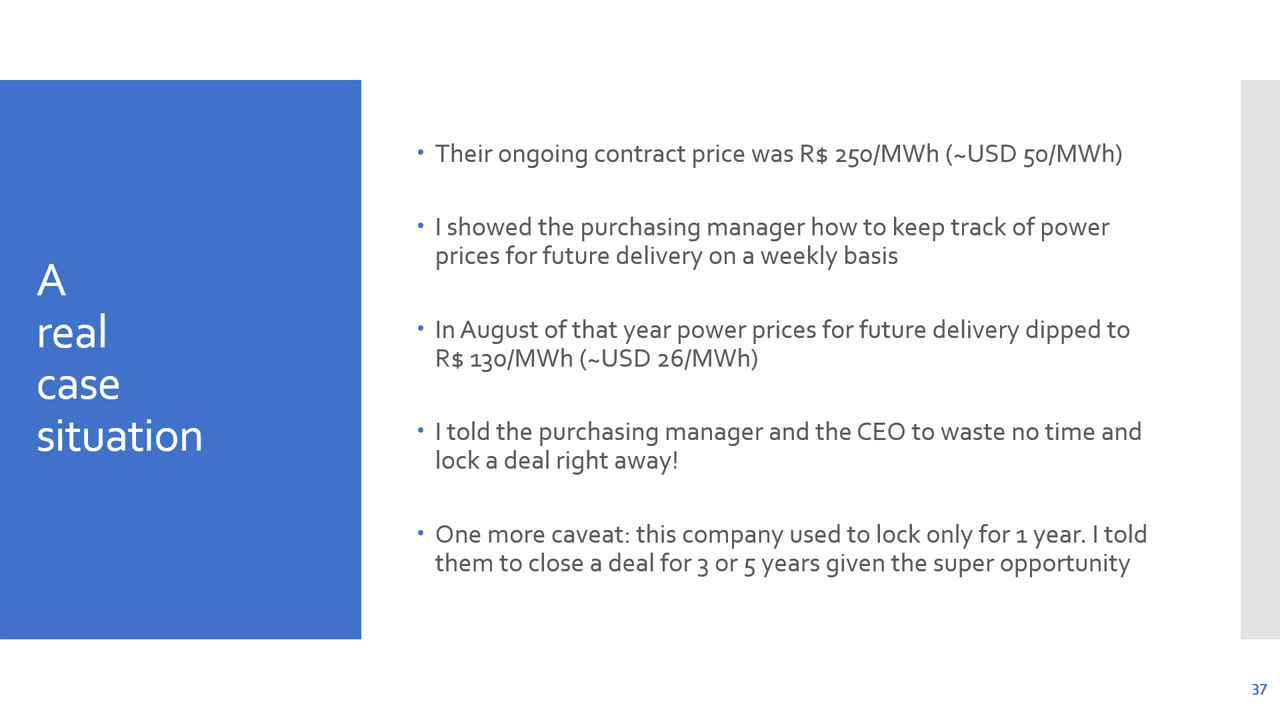 A
real
case
situation
• Their ongoing contract price was R$ 250/MWh (~USD 50/MWh)
• I showed the purchasing manager how to keep track of power
prices for future delivery on a weekly basis
• In August of that year power prices for future delivery dipped to
R$ 130/MWh (~USD 26/MWh)
• I told the purchasing manager and the CEO to waste no time and
lock a deal right away!
• One more caveat: this company used to lock only for 1 year. I told
them to close a deal for 3 or 5 years given the super opportunity
37